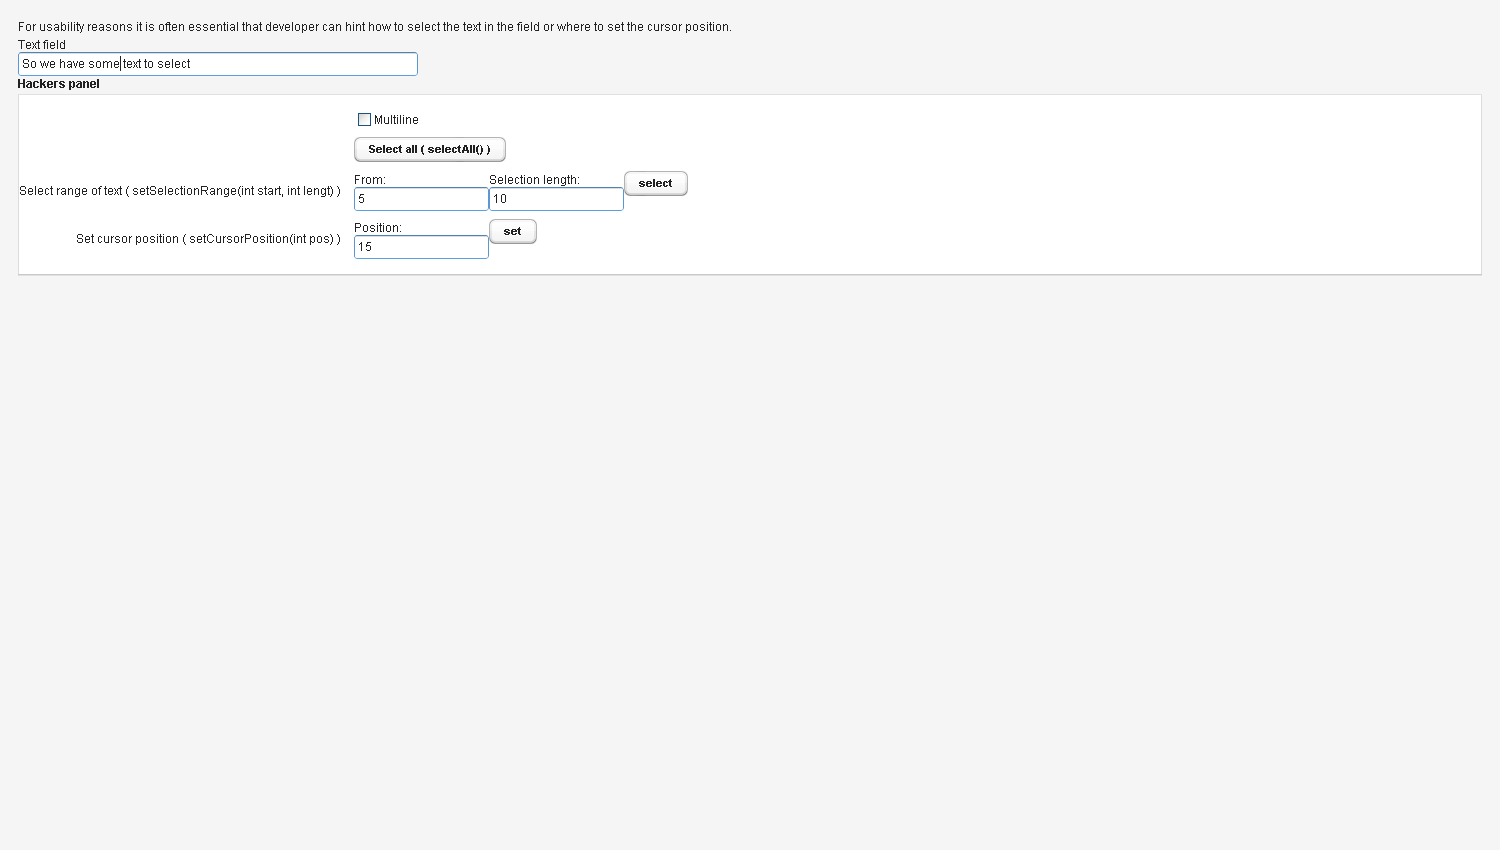 For usability reasons it is often essential that developer can hint how to select the text in the field or where to set the cursor position.
Text field
So we have some text to select
Hackers panel
Multiline
Select all ( selectAll() )
Select range of text ( setSelectionRange(int start, int lengt) )
From:
5
Selection length:
10
select
Set cursor position ( setCursorPosition(int pos) )
Position:
15
set